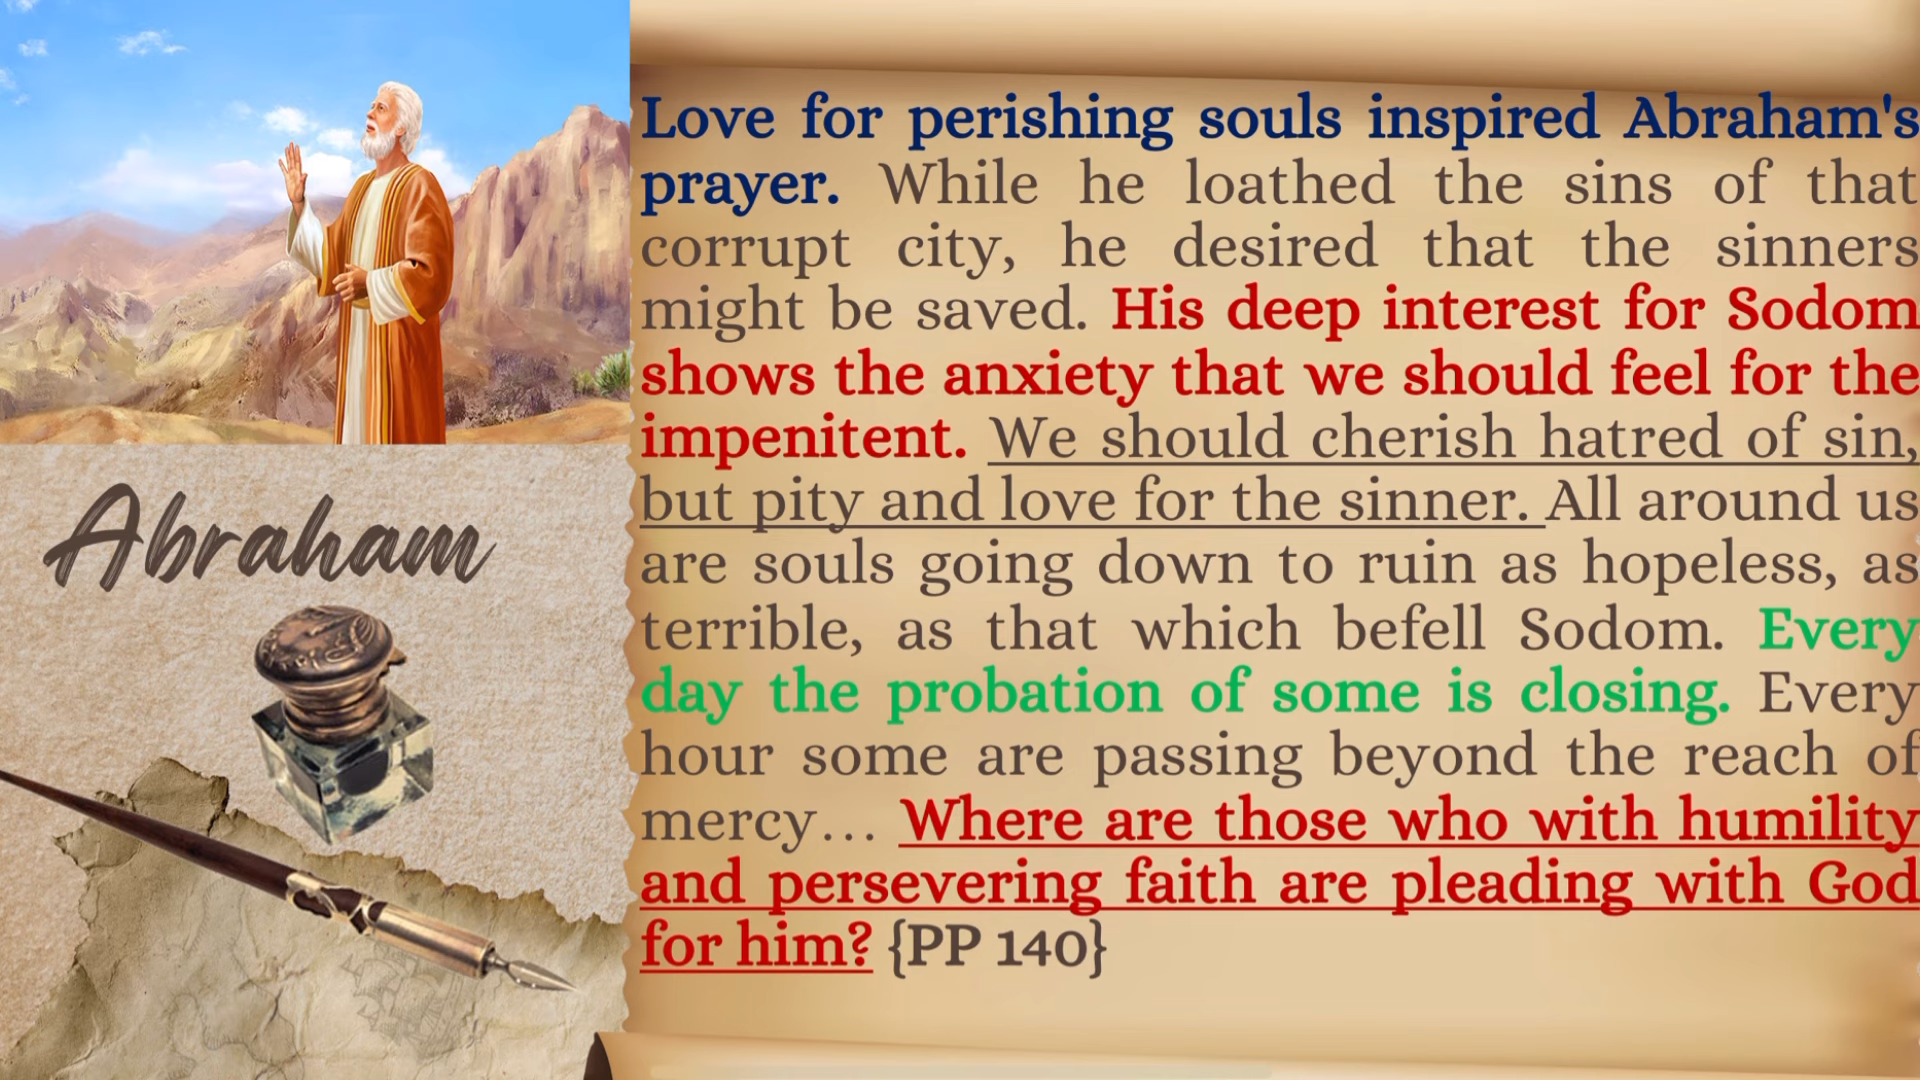 Abraham
Love for perishing souls inspired Abraham's
prayer. While he loathed the sins of that
corrupt city, he desired that the sinners
might be saved. His deep interest for Sodom
shows the anxiety that we should feel for the
impenitent. We should cherish hatred of sin,
but pity and love for the sinner. All around us
are souls going down to ruin as hopeless, as
terrible, as that which befell Sodom. Every
day the probation of some is closing. Every
hour some are passing beyond the reach of
mercy… Where are those who with humility
and persevering faith are pleading with God
for him? {PP 140}